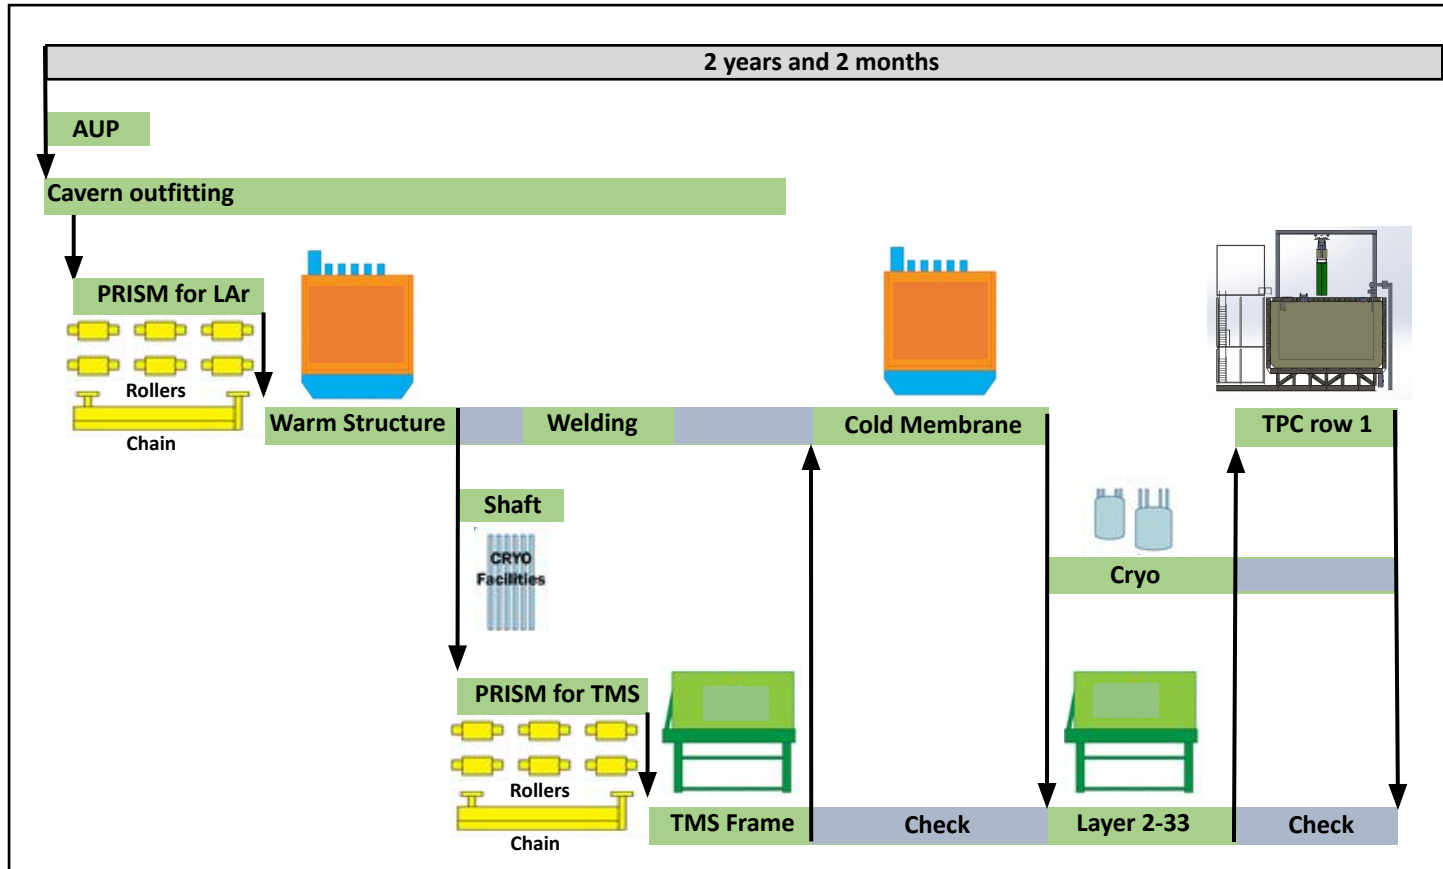 2 years and 2 months
AUP
Cavern outfitting
PRISM for LAr
Rollers
Chain
Warm Structure
Welding
Cold Membrane
TPC row 1
Shaft
CRYO
Facilities
Cryo
PRISM for TMS
Rollers
Chain
TMS Frame
Check
Layer 2-33
Check